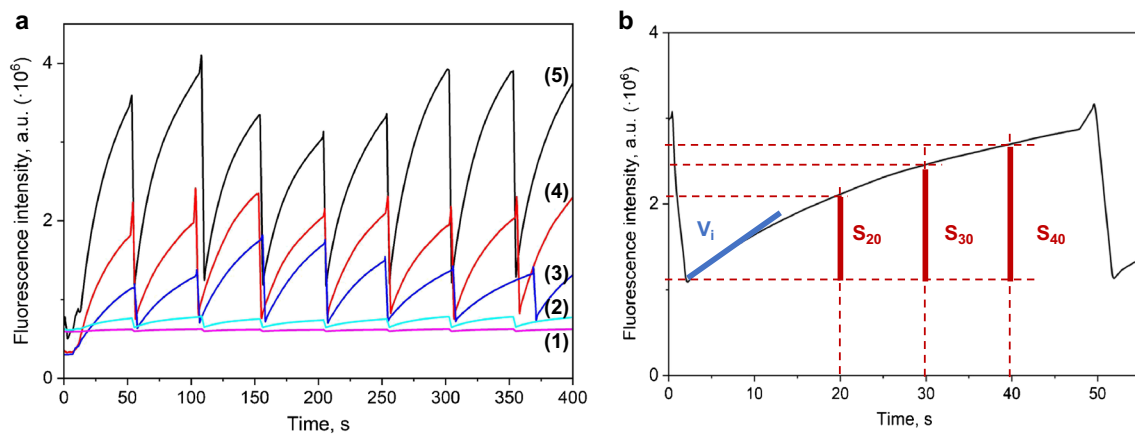 a
Fluorescence intensity, a.u. (·10⁶)
4
2
0
(5)
(4)
(3)
(2)
(1)
0 50 100 150 200 250 300 350 400
Time, s
b
Fluorescence intensity, a.u. (·10⁶)
4
2
0
Vᵢ
S₂₀
S₃₀
S₄₀
0 10 20 30 40 50
Time, s